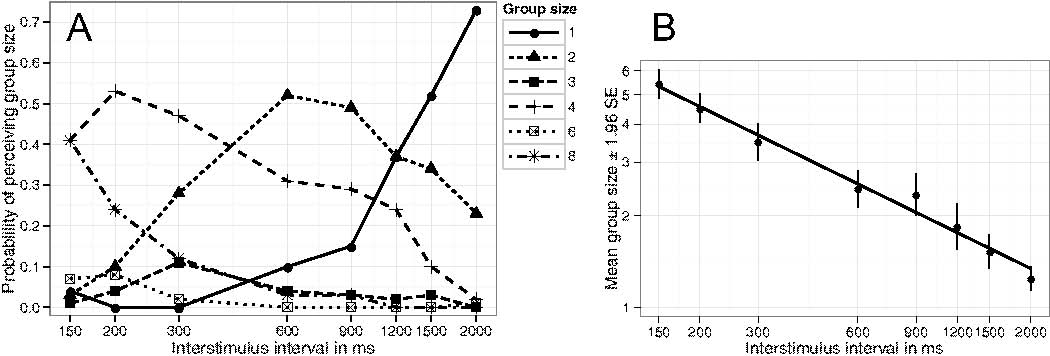 A
Probability of perceiving group size
0.7
0.6
0.5
0.4
0.3
0.2
0.1
0.0
150 200 300 600 900 1200 1500 2000
Interstimulus interval in ms
Group size
1
2
3
4
6
8
B
Mean group size ± 1.96 SE
6
5
4
3
2
1
150 200 300 600 900 1200 1500 2000
Interstimulus interval in ms